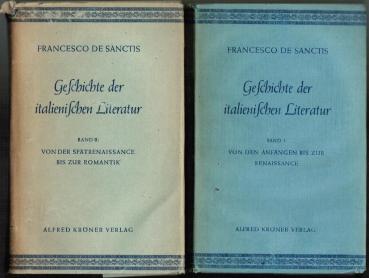 FRANCESCO DE SANCTIS
Geſchichte der
italieniſchen Literatur
BAND II:
VON DER SPÄTRENAISSANCE
BIS ZUR ROMANTIK
ALFRED KRÖNER VERLAG
FRANCESCO DE SANCTIS
Geſchichte der
italieniſchen Literatur
BAND I
VON DEN ANFÄNGEN BIS ZUR
RENAISSANCE
ALFRED KRÖNER VERLAG